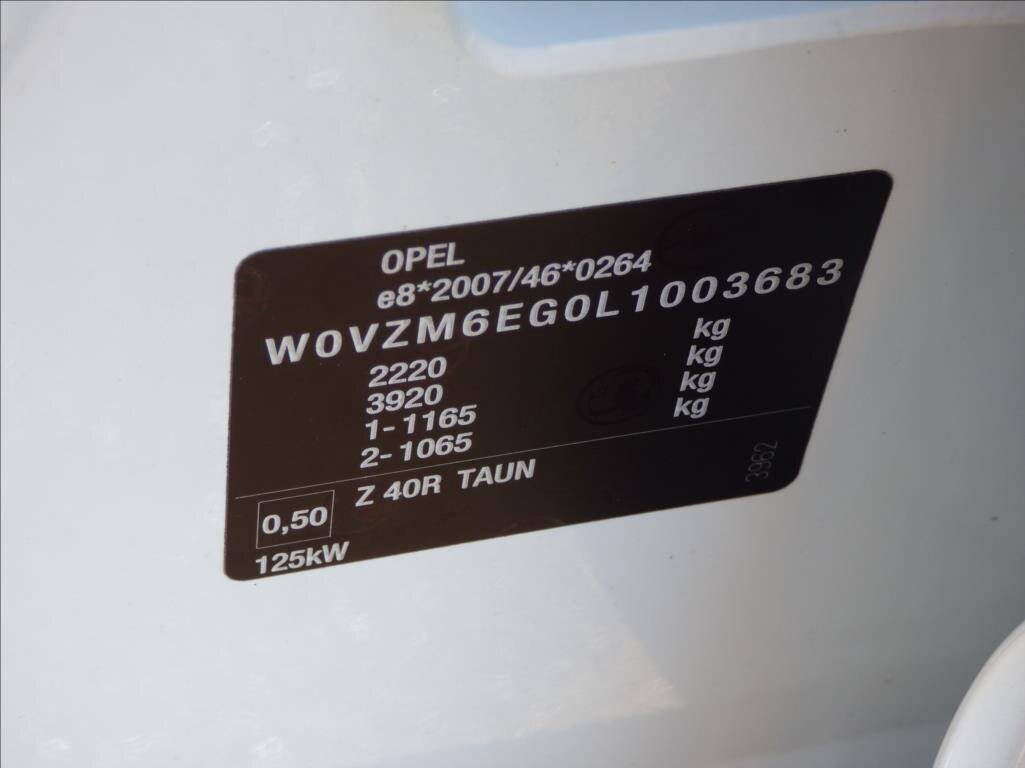 OPEL
e8*2007/46*0264
W0VZM6EG0L1003683
2220 kg
3920 kg
1-1165 kg
2-1065 kg
Z 40R TAUN
0,50
125kW
3962